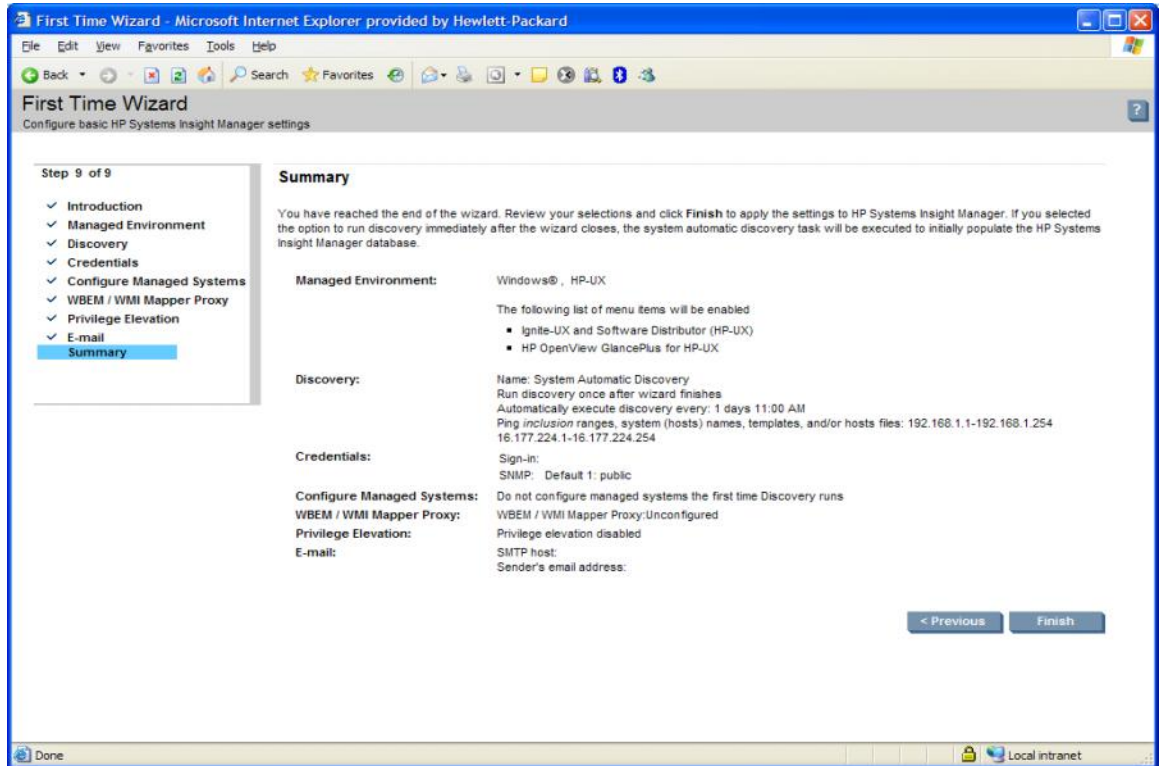 First Time Wizard - Microsoft Internet Explorer provided by Hewlett-Packard
File Edit View Favorites Tools Help
Back Search Favorites
First Time Wizard
Configure basic HP Systems Insight Manager settings
?
Step 9 of 9
Introduction
Managed Environment
Discovery
Credentials
Configure Managed Systems
WBEM / WMI Mapper Proxy
Privilege Elevation
E-mail
Summary
Summary
You have reached the end of the wizard. Review your selections and click Finish to apply the settings to HP Systems Insight Manager. If you selected
the option to run discovery immediately after the wizard closes, the system automatic discovery task will be executed to initially populate the HP Systems
Insight Manager database.
Managed Environment: Windows® , HP-UX
The following list of menu items will be enabled
▪ Ignite-UX and Software Distributor (HP-UX)
▪ HP OpenView GlancePlus for HP-UX
Discovery: Name: System Automatic Discovery
Run discovery once after wizard finishes
Automatically execute discovery every: 1 days 11:00 AM
Ping inclusion ranges, system (hosts) names, templates, and/or hosts files: 192.168.1.1-192.168.1.254
16.177.224.1-16.177.224.254
Credentials: Sign-in:
SNMP: Default 1: public
Configure Managed Systems: Do not configure managed systems the first time Discovery runs
WBEM / WMI Mapper Proxy: WBEM / WMI Mapper Proxy:Unconfigured
Privilege Elevation: Privilege elevation disabled
E-mail: SMTP host:
Sender's email address:
< Previous Finish
Done Local intranet